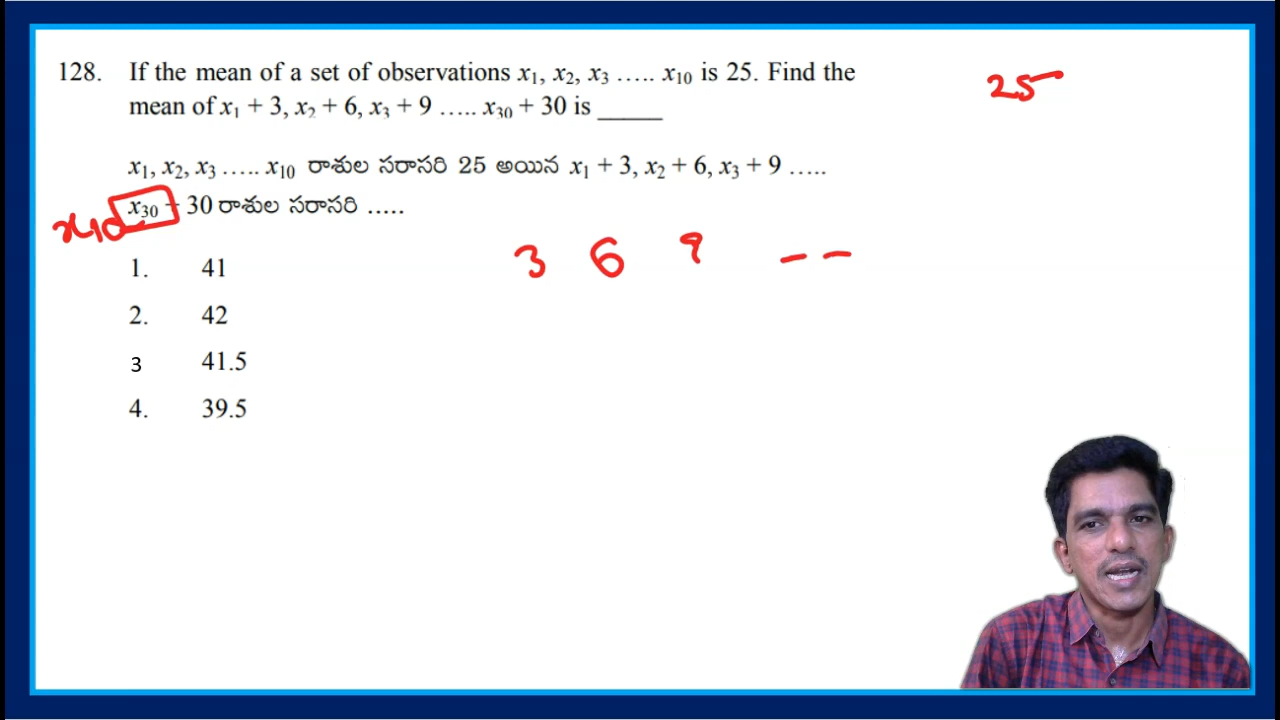 128. If the mean of a set of observations x₁, x₂, x₃ ..... x₁₀ is 25. Find the
mean of x₁ + 3, x₂ + 6, x₃ + 9 ..... x₃₀ + 30 is _____
25
x₁, x₂, x₃ ..... x₁₀ రాశుల సరాసరి 25 అయిన x₁ + 3, x₂ + 6, x₃ + 9 .....
x₃₀ + 30 రాశుల సరాసరి .....
x10
3 6 9 - -
1. 41
2. 42
3 41.5
4. 39.5